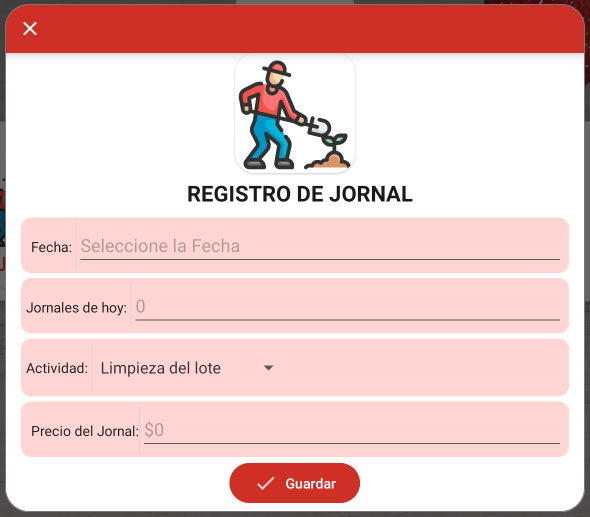 REGISTRO DE JORNAL
Fecha: Seleccione la Fecha
Jornales de hoy: 0
Actividad: Limpieza del lote
Precio del Jornal: $0
Guardar